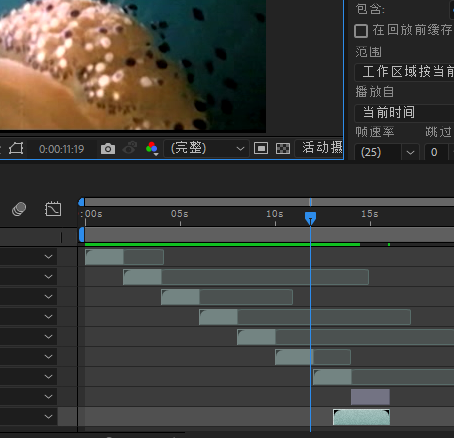 包含:
在回放前缓存
范围
工作区域按当前
播放自
当前时间
帧速率 跳过
(25) 0
0:00:11:19 (完整) 活动摄
:00s 05s 10s 15s